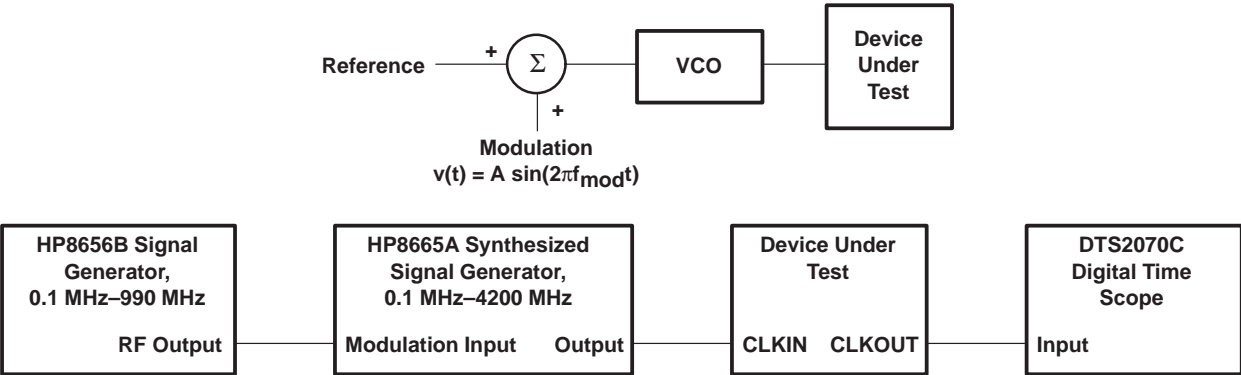 Reference
+
Σ
+
VCO
Device
Under
Test
Modulation
v(t) = A sin(2πfmodt)
HP8656B Signal
Generator,
0.1 MHz–990 MHz
RF Output
HP8665A Synthesized
Signal Generator,
0.1 MHz–4200 MHz
Modulation Input
Output
Device Under
Test
CLKIN
CLKOUT
DTS2070C
Digital Time
Scope
Input